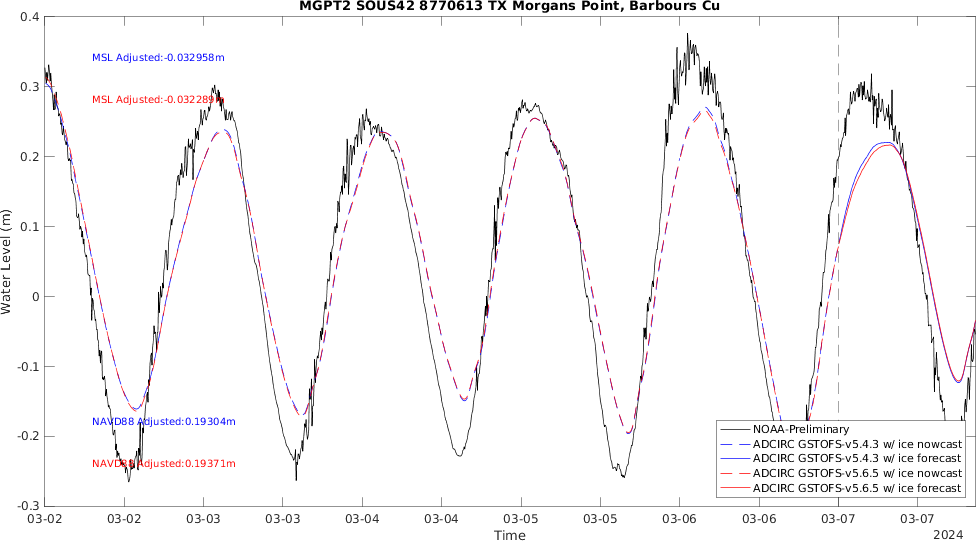 MGPT2 SOUS42 8770613 TX Morgans Point, Barbours Cu
0.4
0.3
0.2
0.1
0
-0.1
-0.2
-0.3
Water Level (m)
MSL Adjusted:-0.032958m
MSL Adjusted:-0.032289m
NAVD88 Adjusted:0.19304m
NAVD88 Adjusted:0.19371m
NOAA-Preliminary
ADCIRC GSTOFS-v5.4.3 w/ ice nowcast
ADCIRC GSTOFS-v5.4.3 w/ ice forecast
ADCIRC GSTOFS-v5.6.5 w/ ice nowcast
ADCIRC GSTOFS-v5.6.5 w/ ice forecast
03-02 03-02 03-03 03-03 03-04 03-04 03-05 03-05 03-06 03-06 03-07 03-07
Time
2024